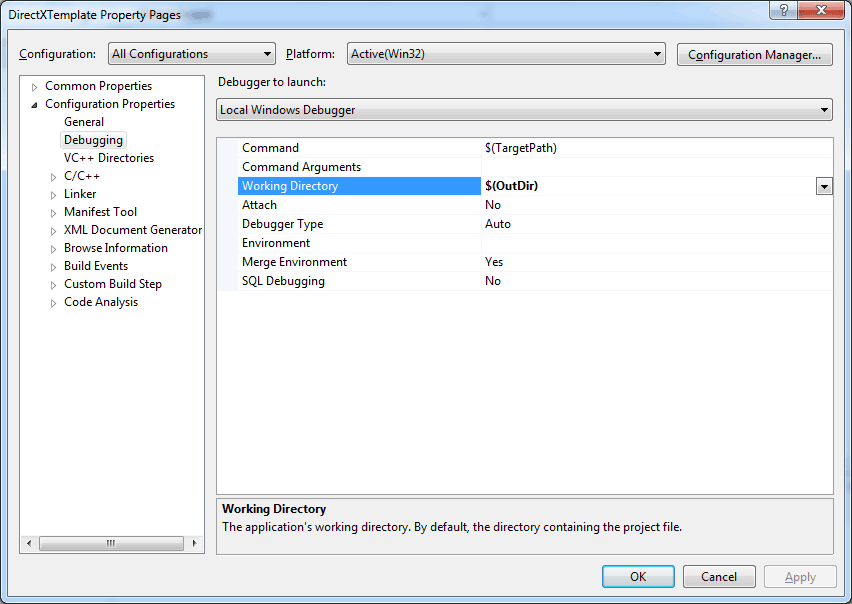 DirectXTemplate Property Pages
Configuration: All Configurations Platform: Active(Win32) Configuration Manager...
Common Properties
Configuration Properties
General
Debugging
VC++ Directories
C/C++
Linker
Manifest Tool
XML Document Generator
Browse Information
Build Events
Custom Build Step
Code Analysis
Debugger to launch:
Local Windows Debugger
Command $(TargetPath)
Command Arguments
Working Directory $(OutDir)
Attach No
Debugger Type Auto
Environment
Merge Environment Yes
SQL Debugging No
Working Directory
The application's working directory. By default, the directory containing the project file.
OK Cancel Apply